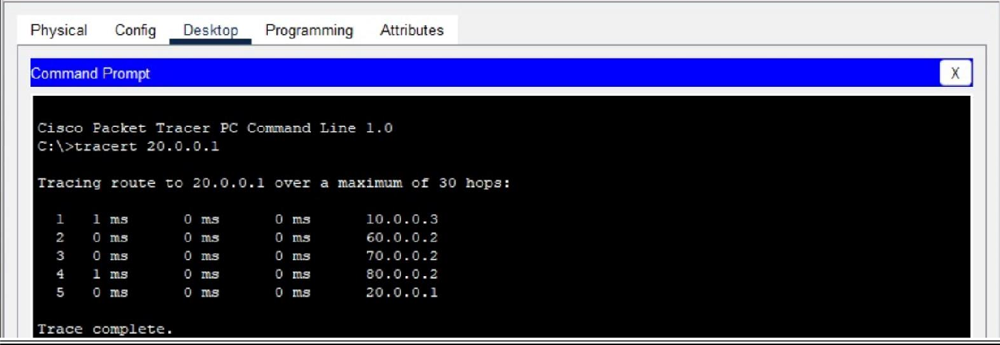 Physical Config Desktop Programming Attributes
Command Prompt X
Cisco Packet Tracer PC Command Line 1.0
C:\>tracert 20.0.0.1
Tracing route to 20.0.0.1 over a maximum of 30 hops:
1 1 ms 0 ms 0 ms 10.0.0.3
2 0 ms 0 ms 0 ms 60.0.0.2
3 0 ms 0 ms 0 ms 70.0.0.2
4 1 ms 0 ms 0 ms 80.0.0.2
5 0 ms 0 ms 0 ms 20.0.0.1
Trace complete.